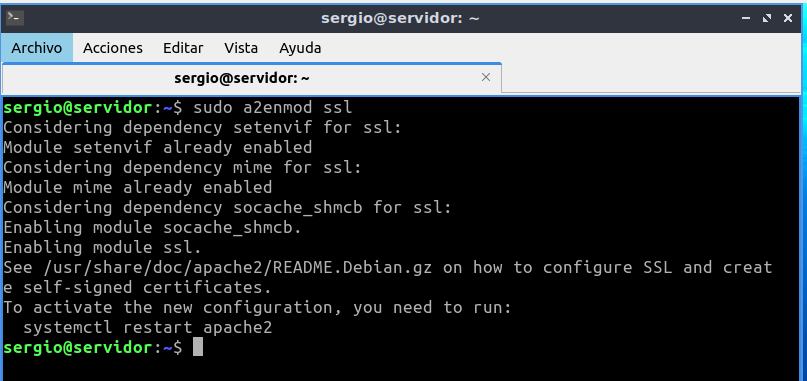 sergio@servidor: ~
Archivo Acciones Editar Vista Ayuda
sergio@servidor: ~
sergio@servidor:~$ sudo a2enmod ssl
Considering dependency setenvif for ssl:
Module setenvif already enabled
Considering dependency mime for ssl:
Module mime already enabled
Considering dependency socache_shmcb for ssl:
Enabling module socache_shmcb.
Enabling module ssl.
See /usr/share/doc/apache2/README.Debian.gz on how to configure SSL and creat
e self-signed certificates.
To activate the new configuration, you need to run:
  systemctl restart apache2
sergio@servidor:~$